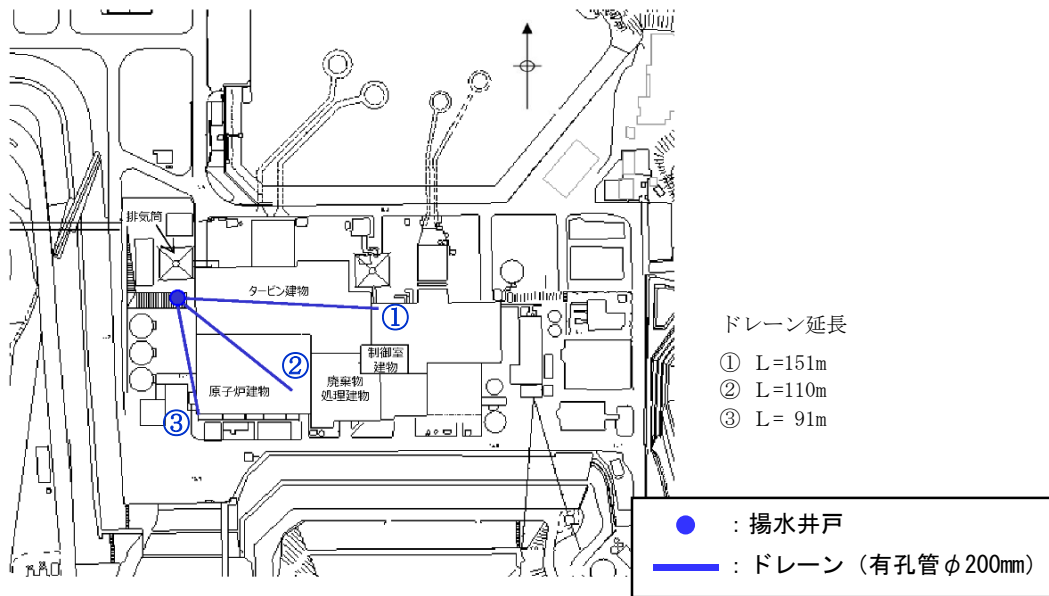 排気筒
タービン建物
①
制御室
建物
②
廃棄物
処理建物
原子炉建物
③
ドレーン延長
① L=151m
② L=110m
③ L= 91m
：揚水井戸
：ドレーン（有孔管φ200㎜）